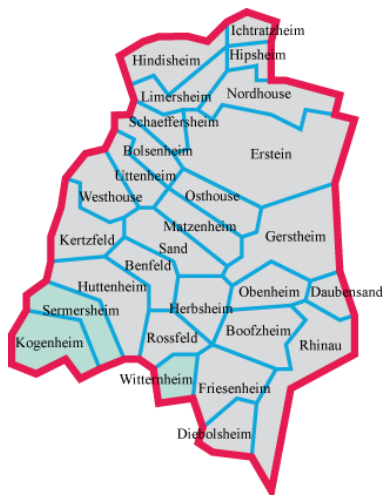 Ichtratzheim
Hipsheim
Hindisheim
Nordhouse
Limersheim
Schaeffersheim
Bolsenheim
Erstein
Uttenheim
Westhouse
Osthouse
Matzenheim
Gerstheim
Kertzfeld
Sand
Benfeld
Huttenheim
Obenheim
Daubensand
Sermersheim
Herbsheim
Boofzheim
Kogenheim
Rossfeld
Rhinau
Witternheim
Friesenheim
Diebolsheim